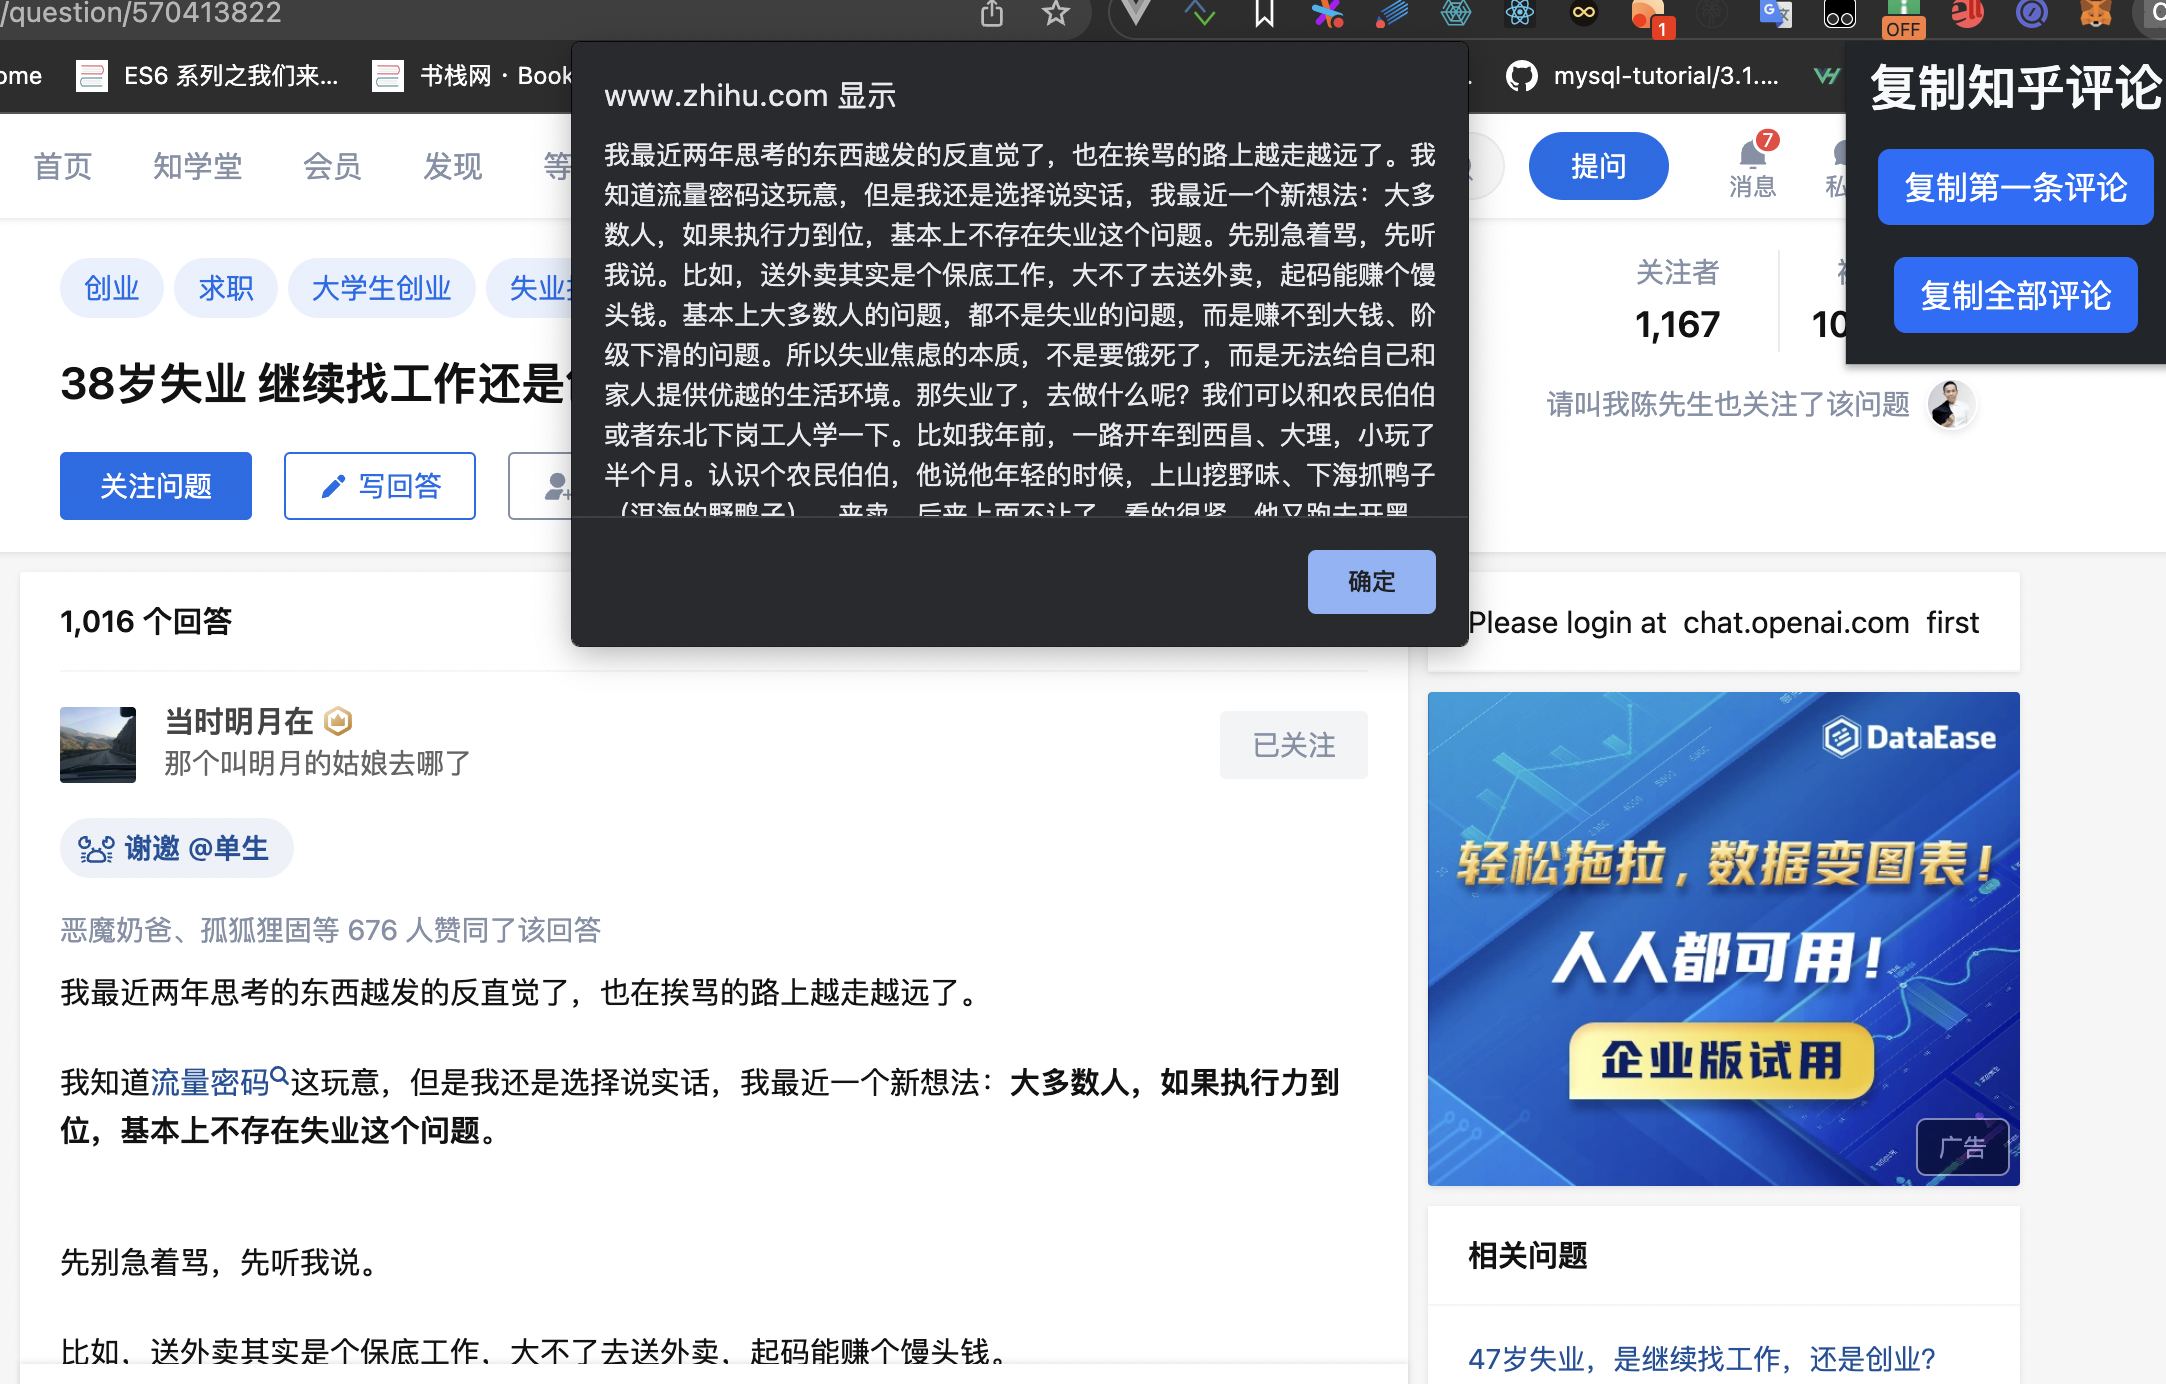 /question/570413822
1
OFF
ome
ES6 系列之我们来...
书栈网 · Book
mysql-tutorial/3.1....
复制知乎评论
复制第一条评论
复制全部评论
www.zhihu.com 显示
我最近两年思考的东西越发的反直觉了，也在挨骂的路上越走越远了。我
知道流量密码这玩意，但是我还是选择说实话，我最近一个新想法：大多
数人，如果执行力到位，基本上不存在失业这个问题。先别急着骂，先听
我说。比如，送外卖其实是个保底工作，大不了去送外卖，起码能赚个馒
头钱。基本上大多数人的问题，都不是失业的问题，而是赚不到大钱、阶
级下滑的问题。所以失业焦虑的本质，不是要饿死了，而是无法给自己和
家人提供优越的生活环境。那失业了，去做什么呢？我们可以和农民伯伯
或者东北下岗工人学一下。比如我年前，一路开车到西昌、大理，小玩了
半个月。认识个农民伯伯，他说他年轻的时候，上山挖野味、下海抓鸭子
（洱海的野鸭子），来卖。后来上面不让了，看的很紧，他又跑去开黑
确定
首页
知学堂
会员
发现
等
提问
7
消息
私
创业
求职
大学生创业
失业
38岁失业 继续找工作还是
关注问题
写回答
关注者
1,167
10
请叫我陈先生也关注了该问题
1,016 个回答
当时明月在
那个叫明月的姑娘去哪了
已关注
谢邀 @单生
恶魔奶爸、孤狐狸固等 676 人赞同了该回答
我最近两年思考的东西越发的反直觉了，也在挨骂的路上越走越远了。
我知道流量密码这玩意，但是我还是选择说实话，我最近一个新想法：大多数人，如果执行力到
位，基本上不存在失业这个问题。
先别急着骂，先听我说。
比如，送外卖其实是个保底工作，大不了去送外卖，起码能赚个馒头钱。
Please login at chat.openai.com first
DataEase
轻松拖拉，数据变图表！
人人都可用！
企业版试用
广告
相关问题
47岁失业，是继续找工作，还是创业？